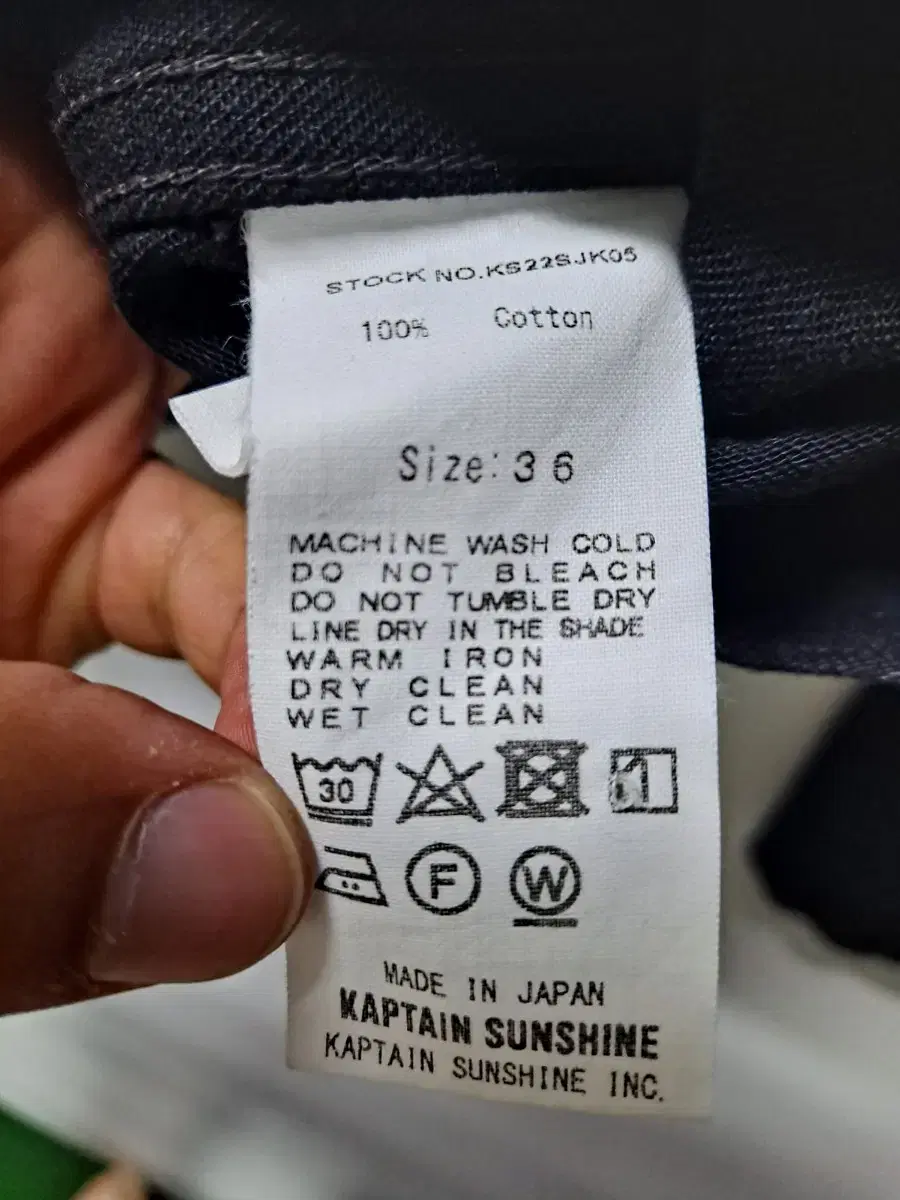 STOCK NO.KS22SJK05
100% Cotton
Size:36
MACHINE WASH COLD
DO NOT BLEACH
DO NOT TUMBLE DRY
LINE DRY IN THE SHADE
WARM IRON
DRY CLEAN
WET CLEAN
30
F W
MADE IN JAPAN
KAPTAIN SUNSHINE
KAPTAIN SUNSHINE INC.